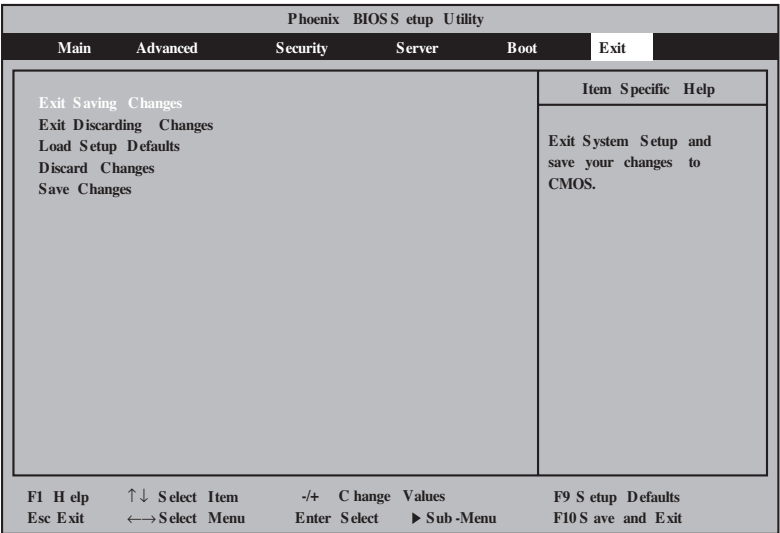 Phoenix BIOS Setup Utility
Main Advanced Security Server Boot Exit
Exit Saving Changes
Exit Discarding Changes
Load Setup Defaults
Discard Changes
Save Changes
Item Specific Help
Exit System Setup and
save your changes to
CMOS.
F1 Help ↑↓ Select Item -/+ Change Values F9 Setup Defaults
Esc Exit ←→ Select Menu Enter Select ▶ Sub-Menu F10 Save and Exit